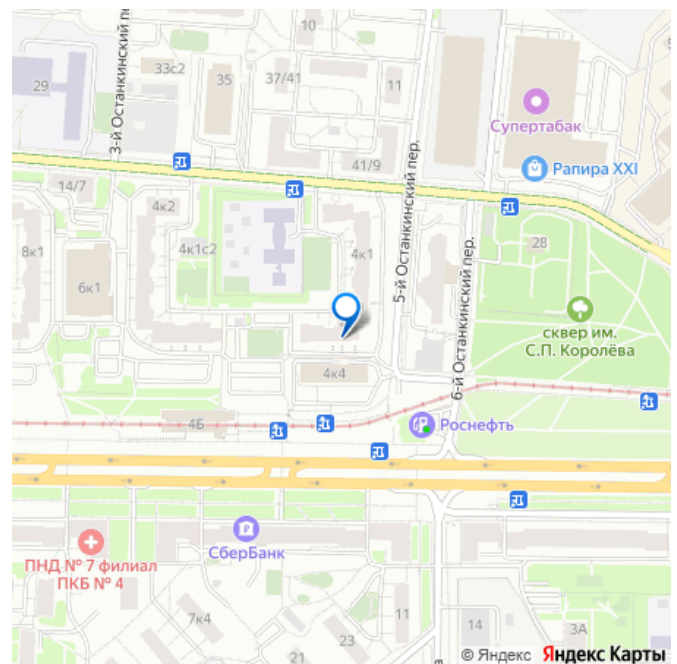 3-й Останкинский пе
10
33с2
35
37/41
11
29
Супертабак
Рапира XXI
41/9
5-й Останкинский пер.
14/7
4к2
4к1с2
4к1
8к1
6к1
28
6-й Останкинский пер.
сквер им.
С.П. Королёва
4к4
4Б
Роснефть
СберБанк
ПНД № 7 филиал
ПКБ № 4
7к4
11
14
3А
23
21
© Яндекс Яндекс Карты